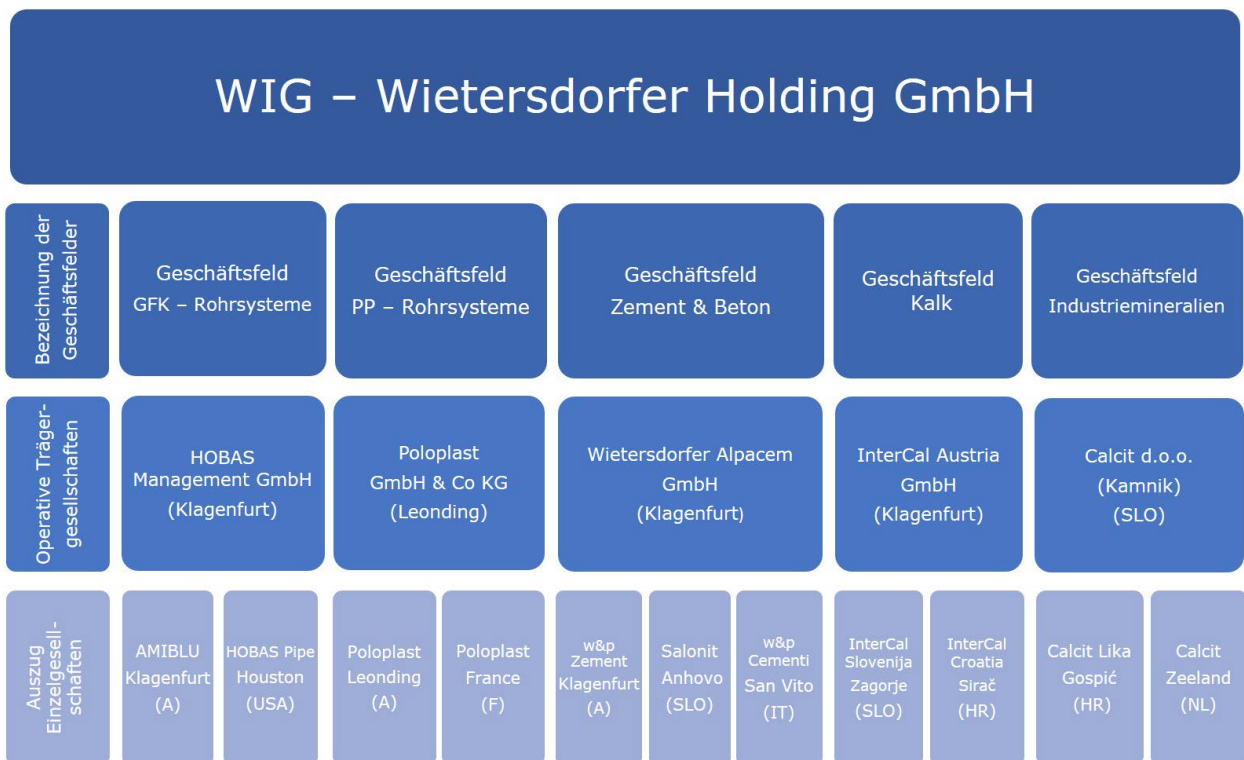 WIG – Wietersdorfer Holding GmbH
Bezeichnung der
Geschäftsfelder
Geschäftsfeld
GFK – Rohrsysteme
Geschäftsfeld
PP – Rohrsysteme
Geschäftsfeld
Zement & Beton
Geschäftsfeld
Kalk
Geschäftsfeld
Industriemineralien
Operative Träger-
gesellschaften
HOBAS
Management GmbH
(Klagenfurt)
Poloplast
GmbH & Co KG
(Leonding)
Wietersdorfer Alpacem
GmbH
(Klagenfurt)
InterCal Austria
GmbH
(Klagenfurt)
Calcit d.o.o.
(Kamnik)
(SLO)
Auszug
Einzelgesell-
schaften
AMIBLU
Klagenfurt
(A)
HOBAS Pipe
Houston
(USA)
Poloplast
Leonding
(A)
Poloplast
France
(F)
w&p
Zement
Klagenfurt
(A)
Salonit
Anhovo
(SLO)
w&p
Cementi
San Vito
(IT)
InterCal
Slovenija
Zagorje
(SLO)
InterCal
Croatia
Sirač
(HR)
Calcit Lika
Gospić
(HR)
Calcit
Zeeland
(NL)